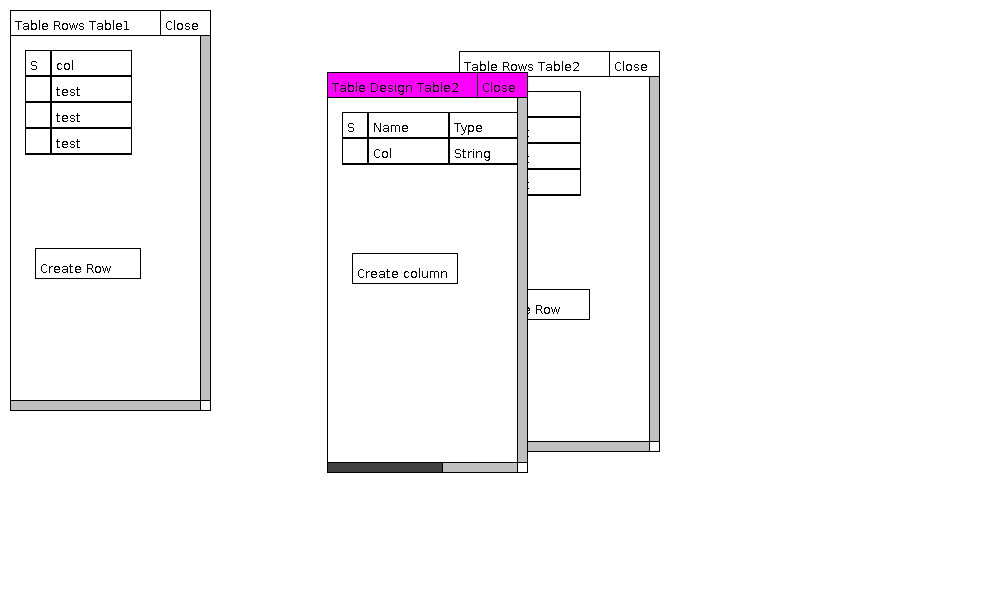 Table Rows Table1 Close
S col
test
test
test
Create Row
Table Rows Table2 Close
Table Design Table2 Close
S Name Type
Col String
Create column
Row